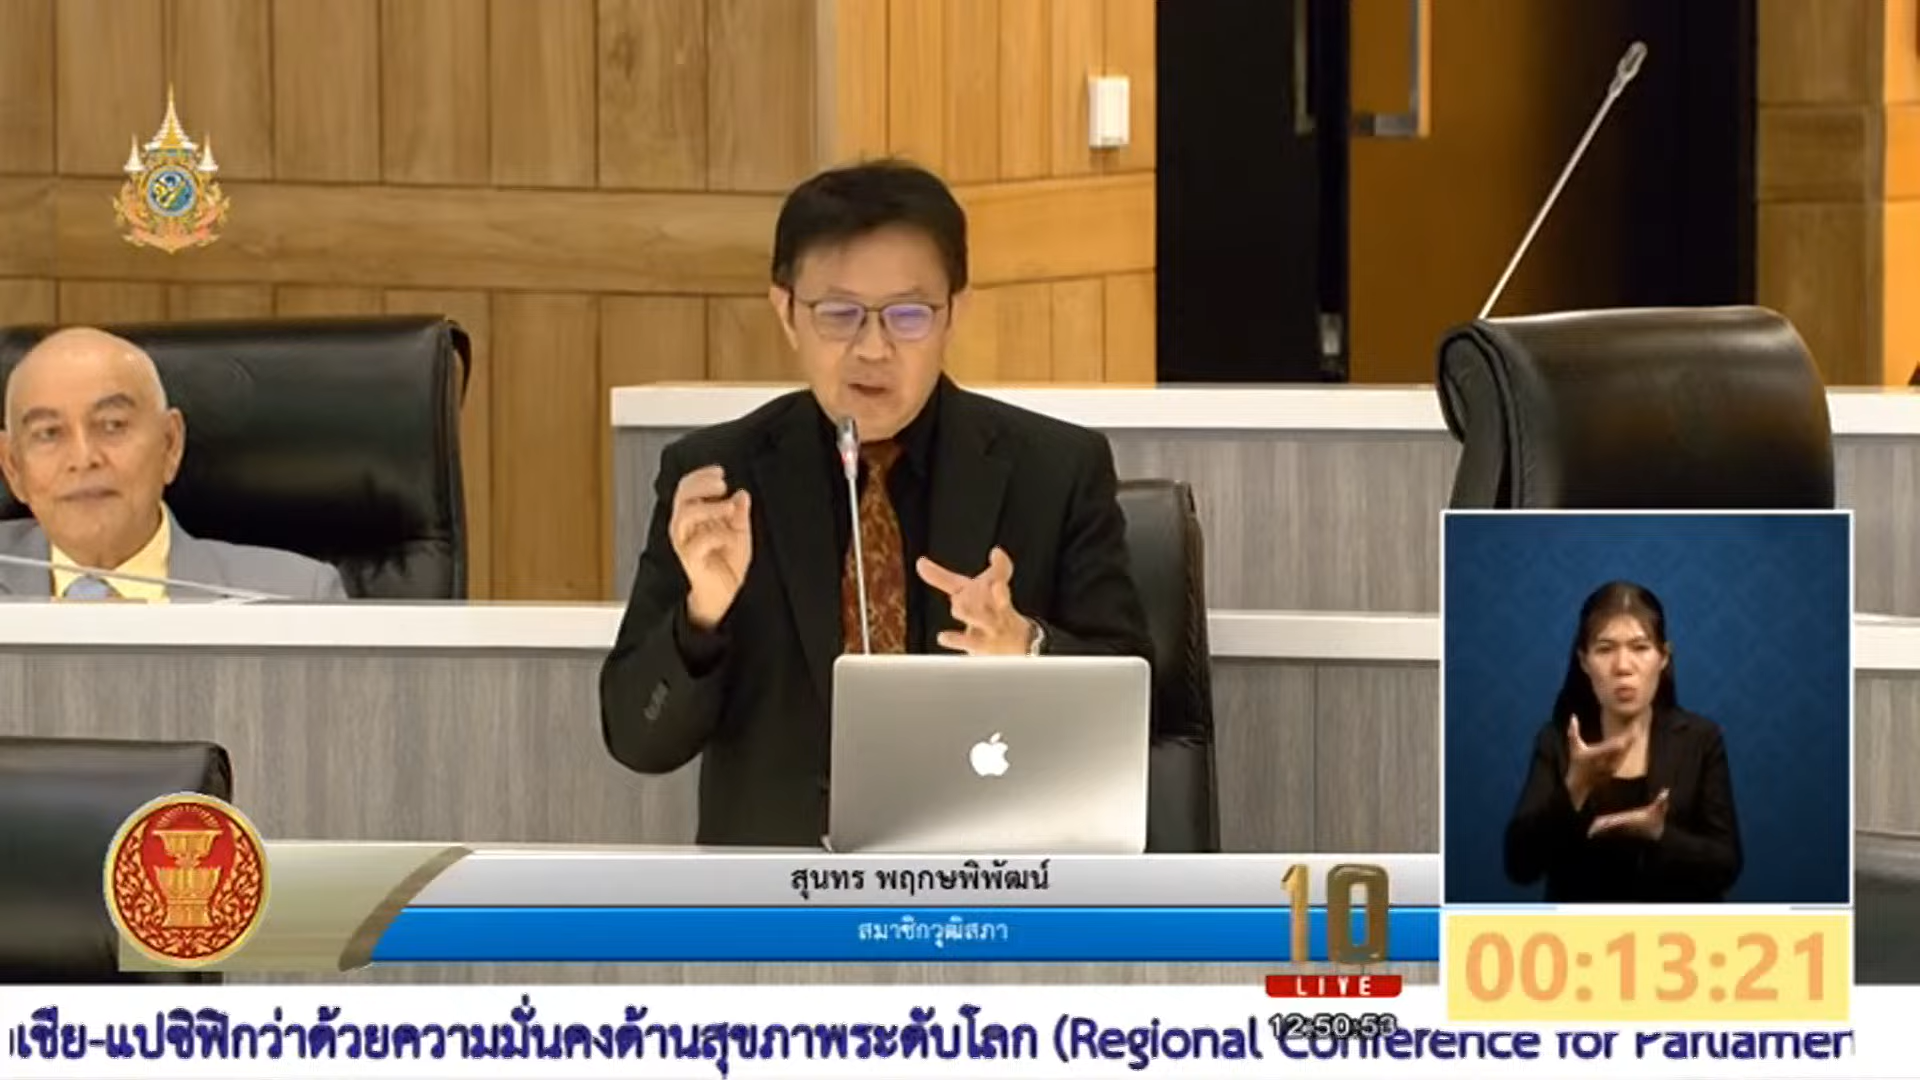 สุนทร พฤกษพิพัฒน์
สมาชิกวุฒิสภา
10
LIVE
00:13:21
12:50:53
เชีย-แปซิฟิกว่าด้วยความมั่นคงด้านสุขภาพระดับโลก (Regional Conference for Parliamen